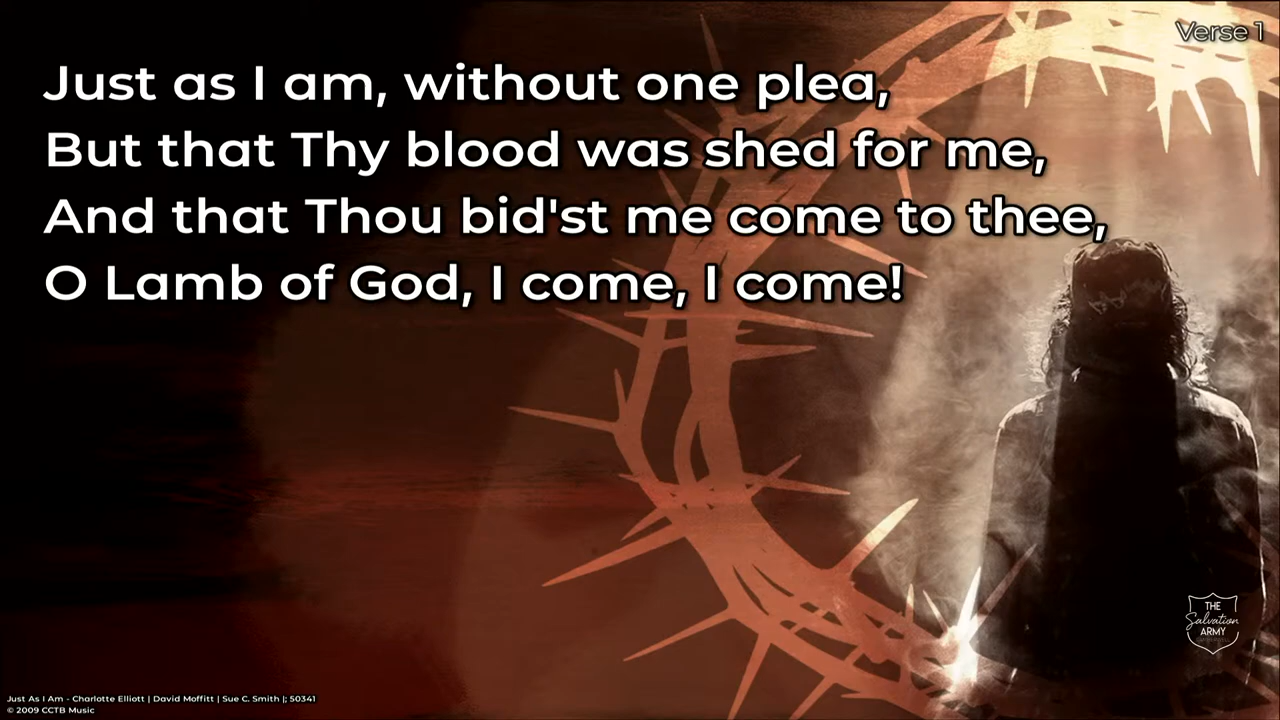 Verse 1
Just as I am, without one plea,
But that Thy blood was shed for me,
And that Thou bid'st me come to thee,
O Lamb of God, I come, I come!
THE
Salvation
ARMY
Just As I Am - Charlotte Elliott | David Moffitt | Sue C. Smith |; 50341
© 2009 CCTB Music